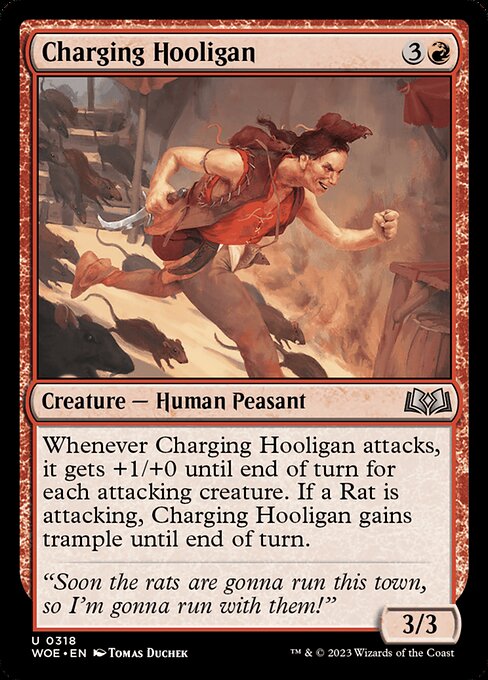 Charging Hooligan 3
Creature — Human Peasant
Whenever Charging Hooligan attacks,
it gets +1/+0 until end of turn for
each attacking creature. If a Rat is
attacking, Charging Hooligan gains
trample until end of turn.
“Soon the rats are gonna run this town,
so I’m gonna run with them!”
3/3
U 0318
WOE • EN Tomas Duchek
™ & © 2023 Wizards of the Coast